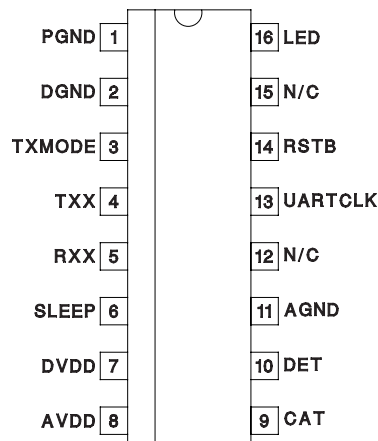 PGND 1 16 LED
DGND 2 15 N/C
TXMODE 3 14 RSTB
TXX 4 13 UARTCLK
RXX 5 12 N/C
SLEEP 6 11 AGND
DVDD 7 10 DET
AVDD 8 9 CAT